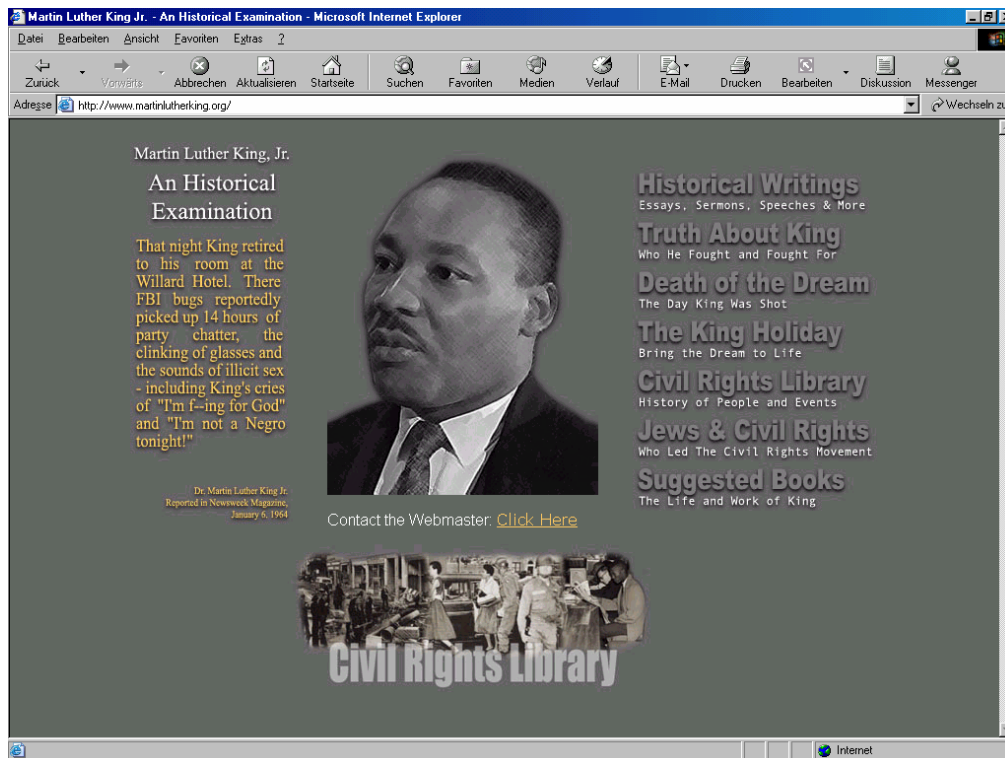 Martin Luther King Jr. - An Historical Examination - Microsoft Internet Explorer
Datei Bearbeiten Ansicht Favoriten Extras ?
Zurück Vorwärts Abbrechen Aktualisieren Startseite Suchen Favoriten Medien Verlauf E-Mail Drucken Bearbeiten Diskussion Messenger
Adresse http://www.martinlutherking.org/ Wechseln zu
Martin Luther King, Jr.
An Historical
Examination
That night King retired
to his room at the
Willard Hotel. There
FBI bugs reportedly
picked up 14 hours of
party chatter, the
clinking of glasses and
the sounds of illicit sex
- including King's cries
of "I'm f--ing for God"
and "I'm not a Negro
tonight!"
Dr. Martin Luther King Jr.
Reported in Newsweek Magazine,
January 6, 1964
Historical Writings
Essays, Sermons, Speeches & More
Truth About King
Who He Fought and Fought For
Death of the Dream
The Day King Was Shot
The King Holiday
Bring the Dream to Life
Civil Rights Library
History of People and Events
Jews & Civil Rights
Who Led The Civil Rights Movement
Suggested Books
The Life and Work of King
Contact the Webmaster: Click Here
Civil Rights Library
Internet